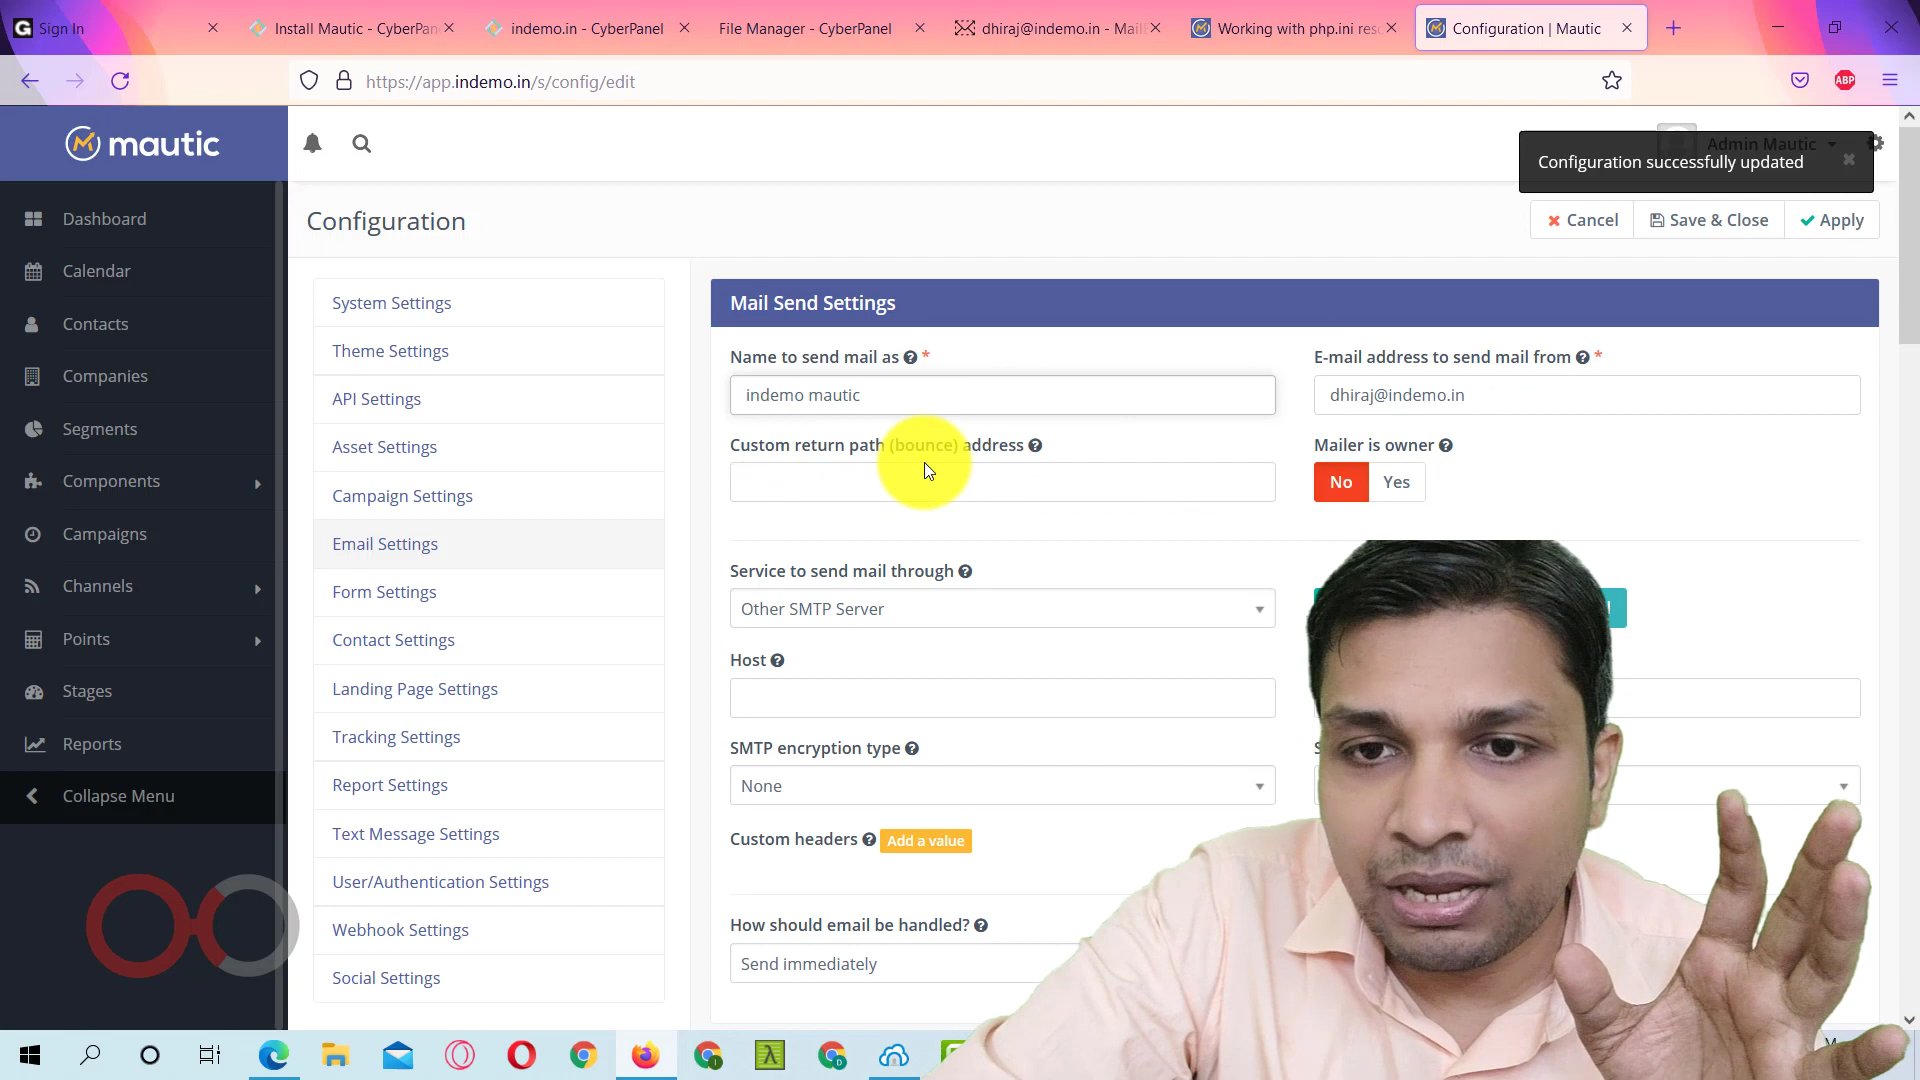 Sign In
Install Mautic - CyberPan
indemo.in - CyberPanel
File Manager - CyberPanel
dhiraj@indemo.in - Mail
Working with php.ini reso
Configuration | Mautic
https://app.indemo.in/s/config/edit
ABP
mautic
Admin Mautic
Configuration successfully updated
Configuration
Cancel
Save & Close
Apply
Dashboard
Calendar
Contacts
Companies
Segments
Components
Campaigns
Channels
Points
Stages
Reports
Collapse Menu
System Settings
Theme Settings
API Settings
Asset Settings
Campaign Settings
Email Settings
Form Settings
Contact Settings
Landing Page Settings
Tracking Settings
Report Settings
Text Message Settings
User/Authentication Settings
Webhook Settings
Social Settings
Mail Send Settings
Name to send mail as *
E-mail address to send mail from *
indemo mautic
dhiraj@indemo.in
Custom return path (bounce) address
Mailer is owner
No
Yes
Service to send mail through
Other SMTP Server
Host
SMTP encryption type
None
Custom headers
Add a value
How should email be handled?
Send immediately